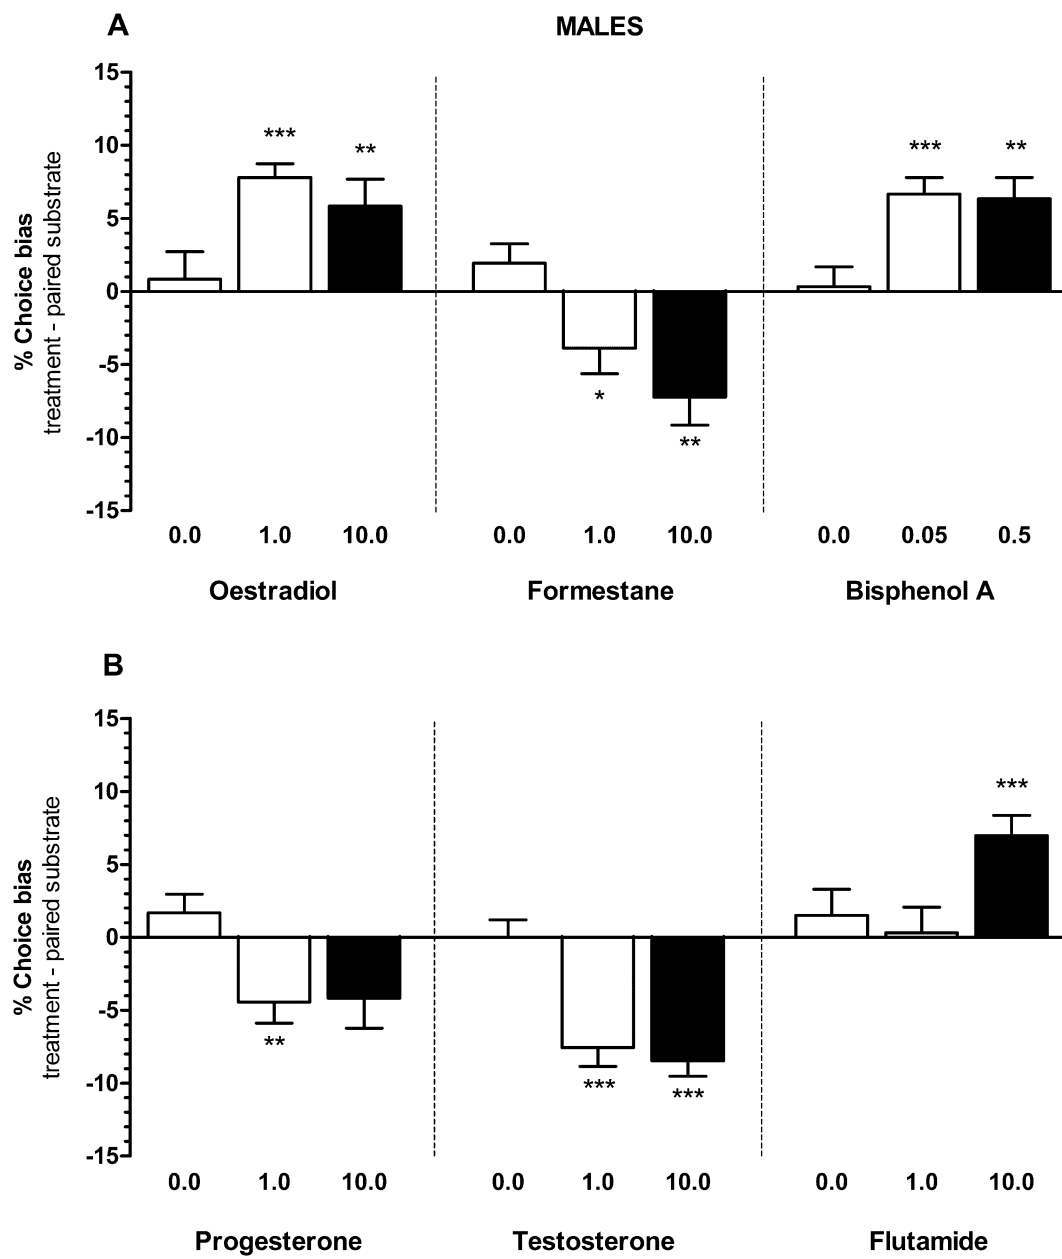 A
MALES
% Choice bias
treatment - paired substrate
15
10
5
0
-5
-10
-15
***
**
*
**
***
**
0.0 1.0 10.0 0.0 1.0 10.0 0.0 0.05 0.5
Oestradiol Formestane Bisphenol A
B
% Choice bias
treatment - paired substrate
15
10
5
0
-5
-10
-15
**
***
***
***
0.0 1.0 10.0 0.0 1.0 10.0 0.0 1.0 10.0
Progesterone Testosterone Flutamide